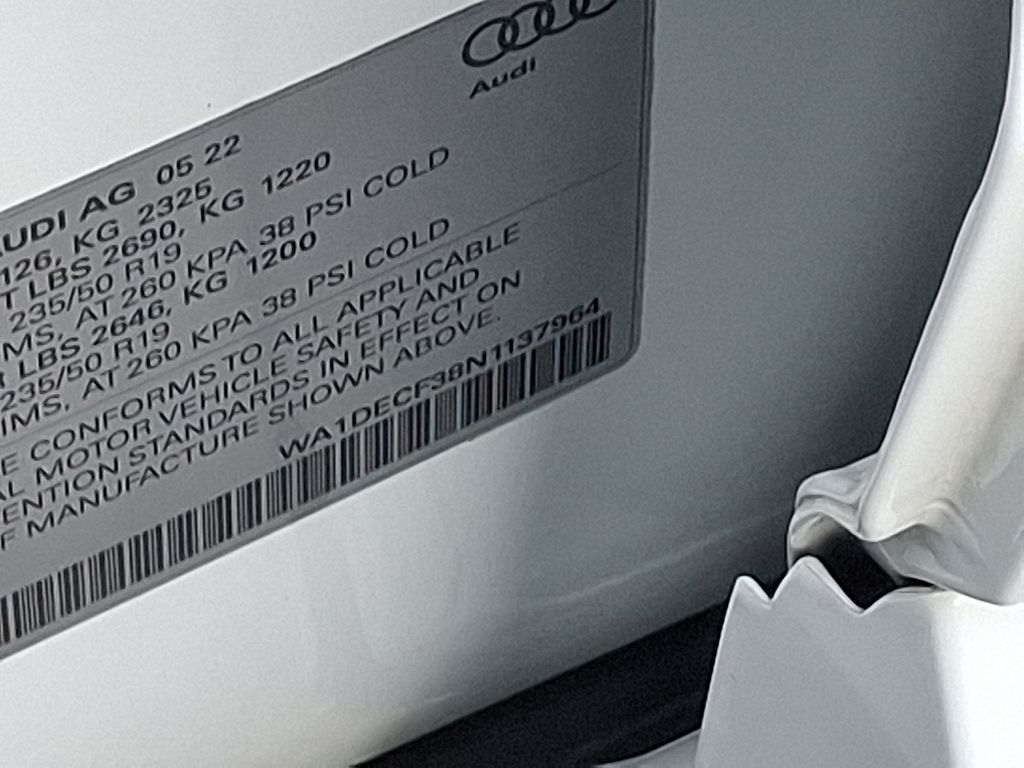 Audi
AUDI AG 05 22
126, KG 2325
T LBS 2690, KG 1220
235/50 R19
MS, AT 260 KPA 38 PSI COLD
R LBS 2646, KG 1200
235/50 R19
IMS, AT 260 KPA 38 PSI COLD
E CONFORMS TO ALL APPLICABLE
AL MOTOR VEHICLE SAFETY AND
ENTION STANDARDS IN EFFECT ON
F MANUFACTURE SHOWN ABOVE.
WA1DECF38N1137964